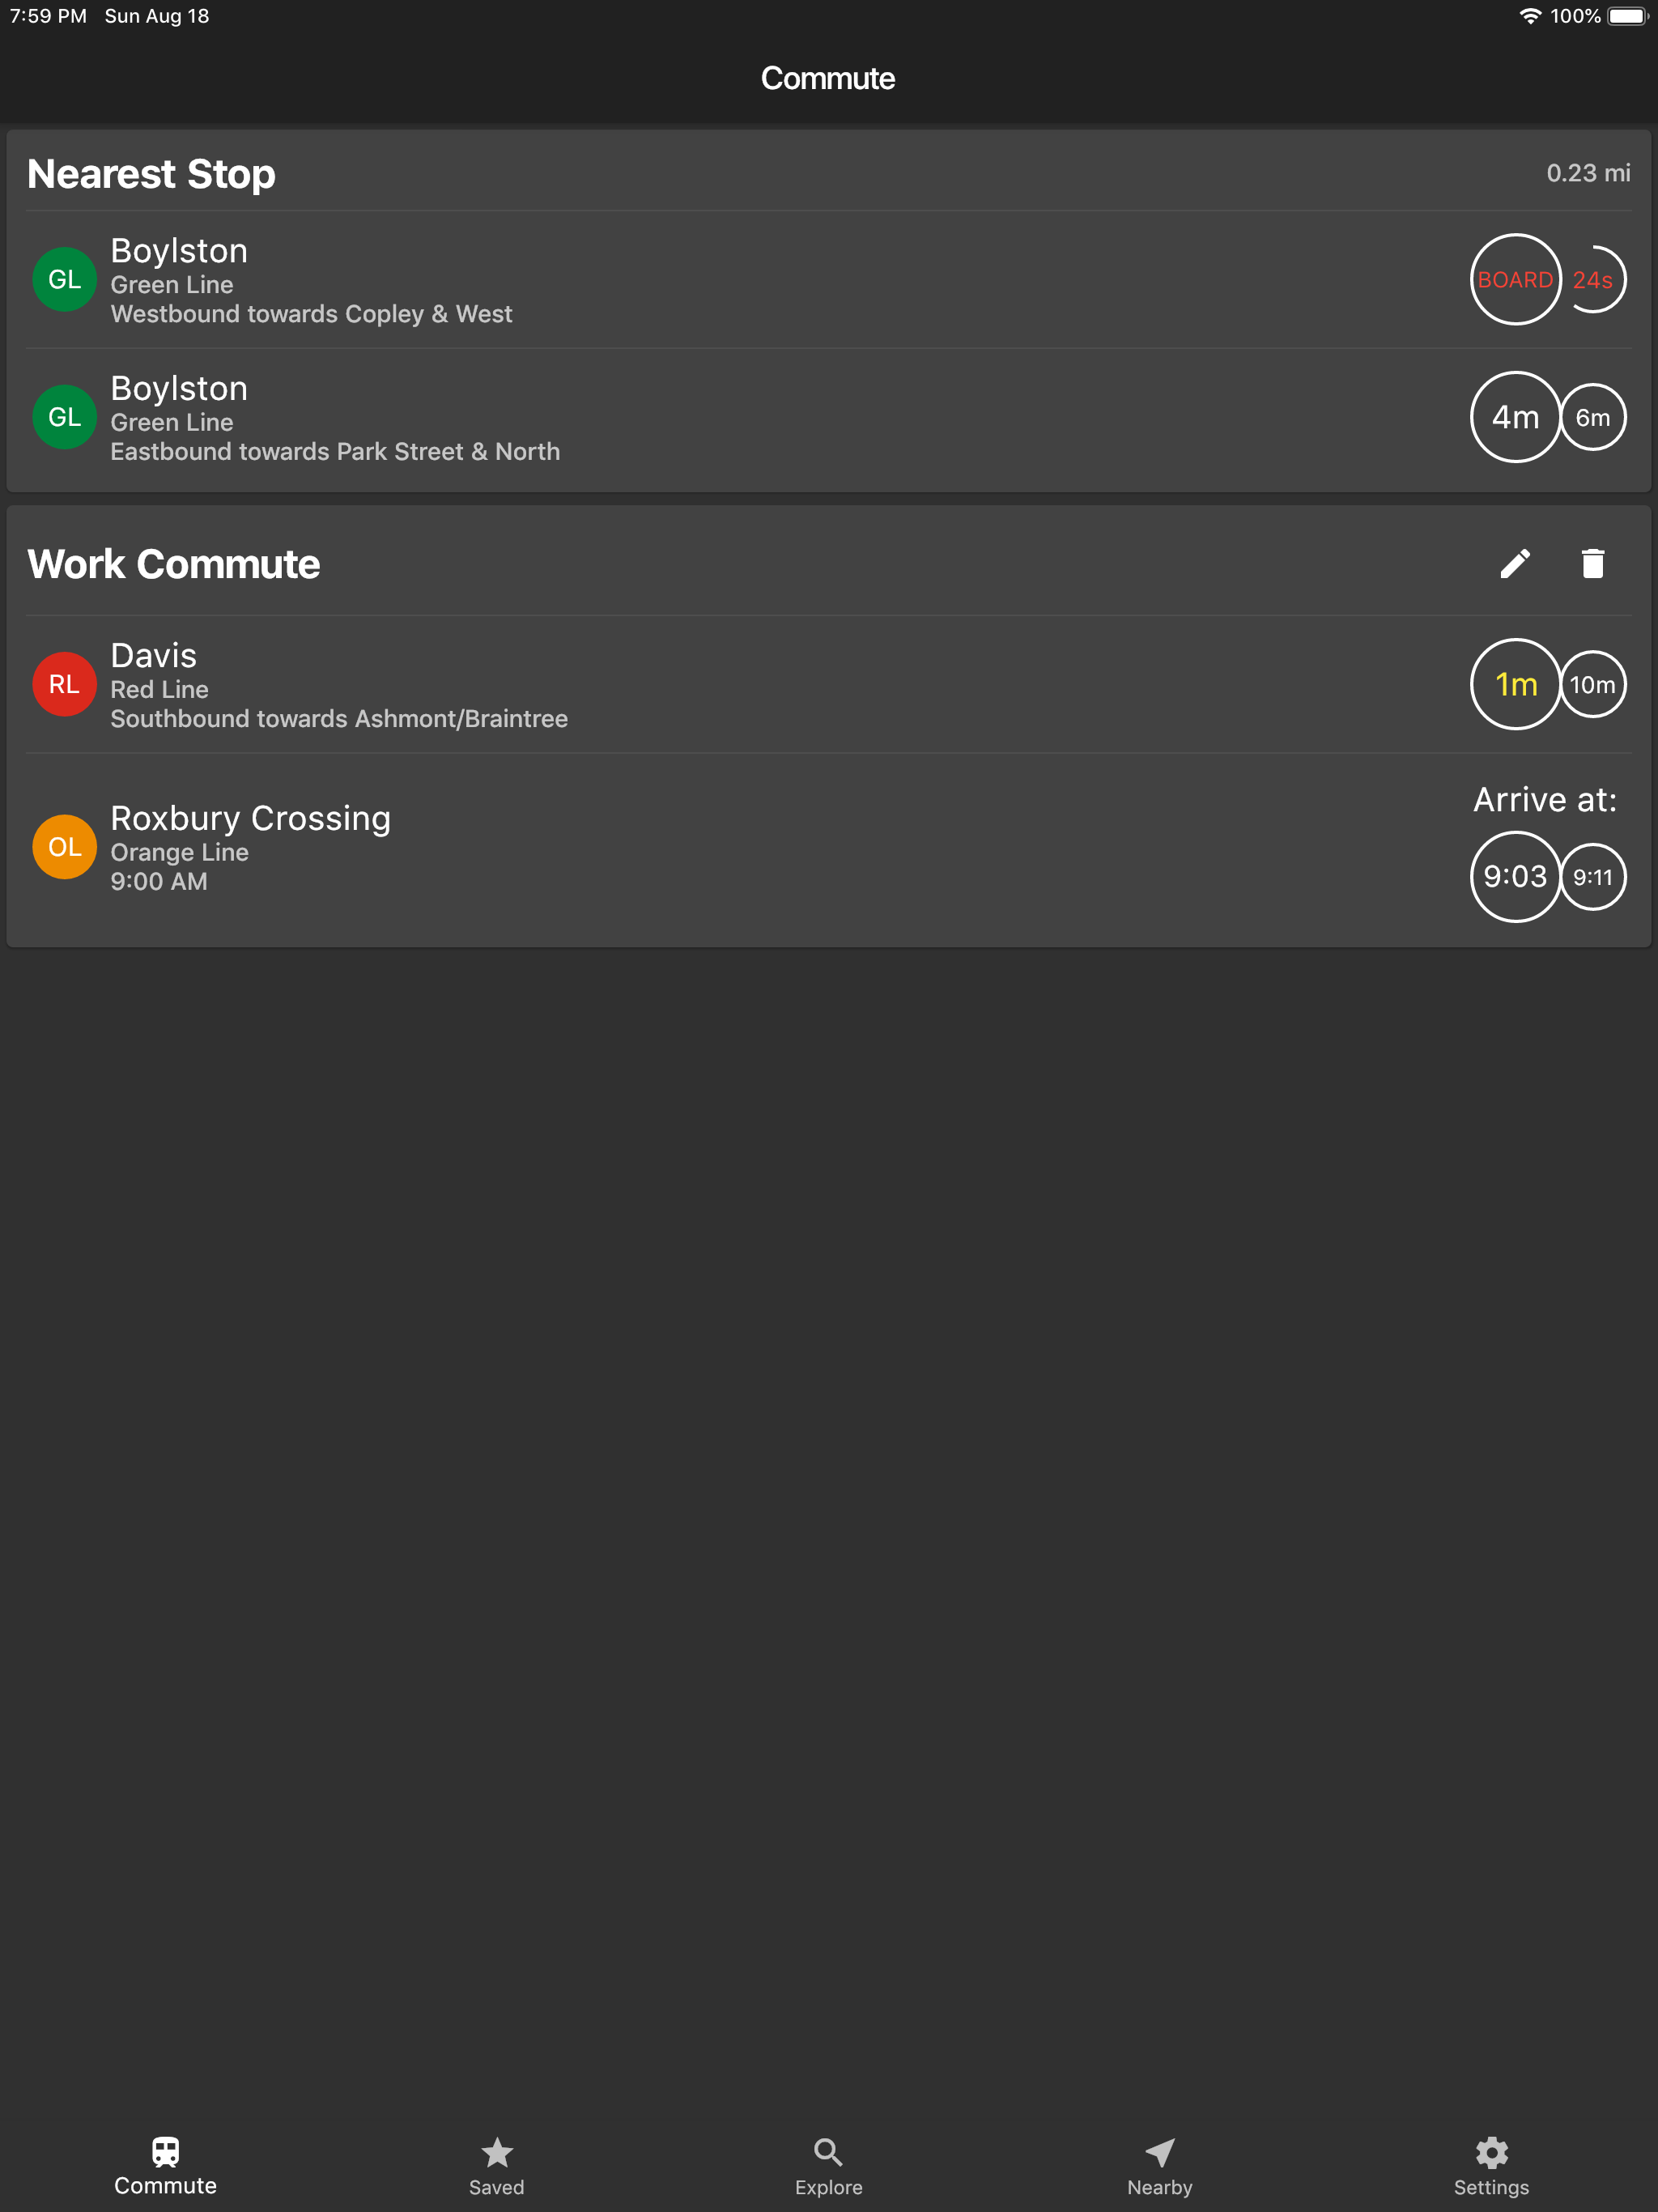 7:59 PM Sun Aug 18 100%
Commute
Nearest Stop 0.23 mi
GL Boylston BOARD 24s
Green Line
Westbound towards Copley & West
GL Boylston 4m 6m
Green Line
Eastbound towards Park Street & North
Work Commute
RL Davis 1m 10m
Red Line
Southbound towards Ashmont/Braintree
Arrive at:
OL Roxbury Crossing 9:03 9:11
Orange Line
9:00 AM
Commute Saved Explore Nearby Settings